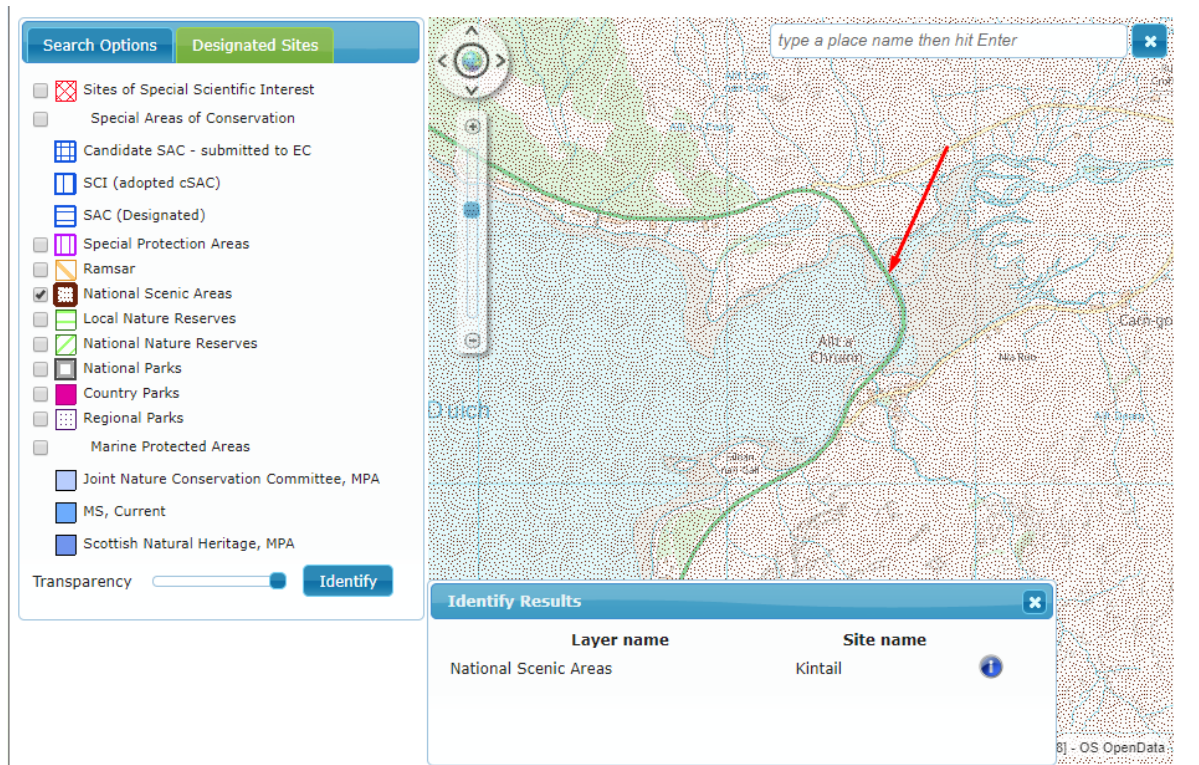 Search Options
Designated Sites
Sites of Special Scientific Interest
Special Areas of Conservation
Candidate SAC - submitted to EC
SCI (adopted cSAC)
SAC (Designated)
Special Protection Areas
Ramsar
National Scenic Areas
Local Nature Reserves
National Nature Reserves
National Parks
Country Parks
Regional Parks
Marine Protected Areas
Joint Nature Conservation Committee, MPA
MS, Current
Scottish Natural Heritage, MPA
Transparency
Identify
type a place name then hit Enter
Allt a'
Chruinn
Carn-go
Duich
Identify Results
Layer name Site name
National Scenic Areas Kintail
8] - OS OpenData